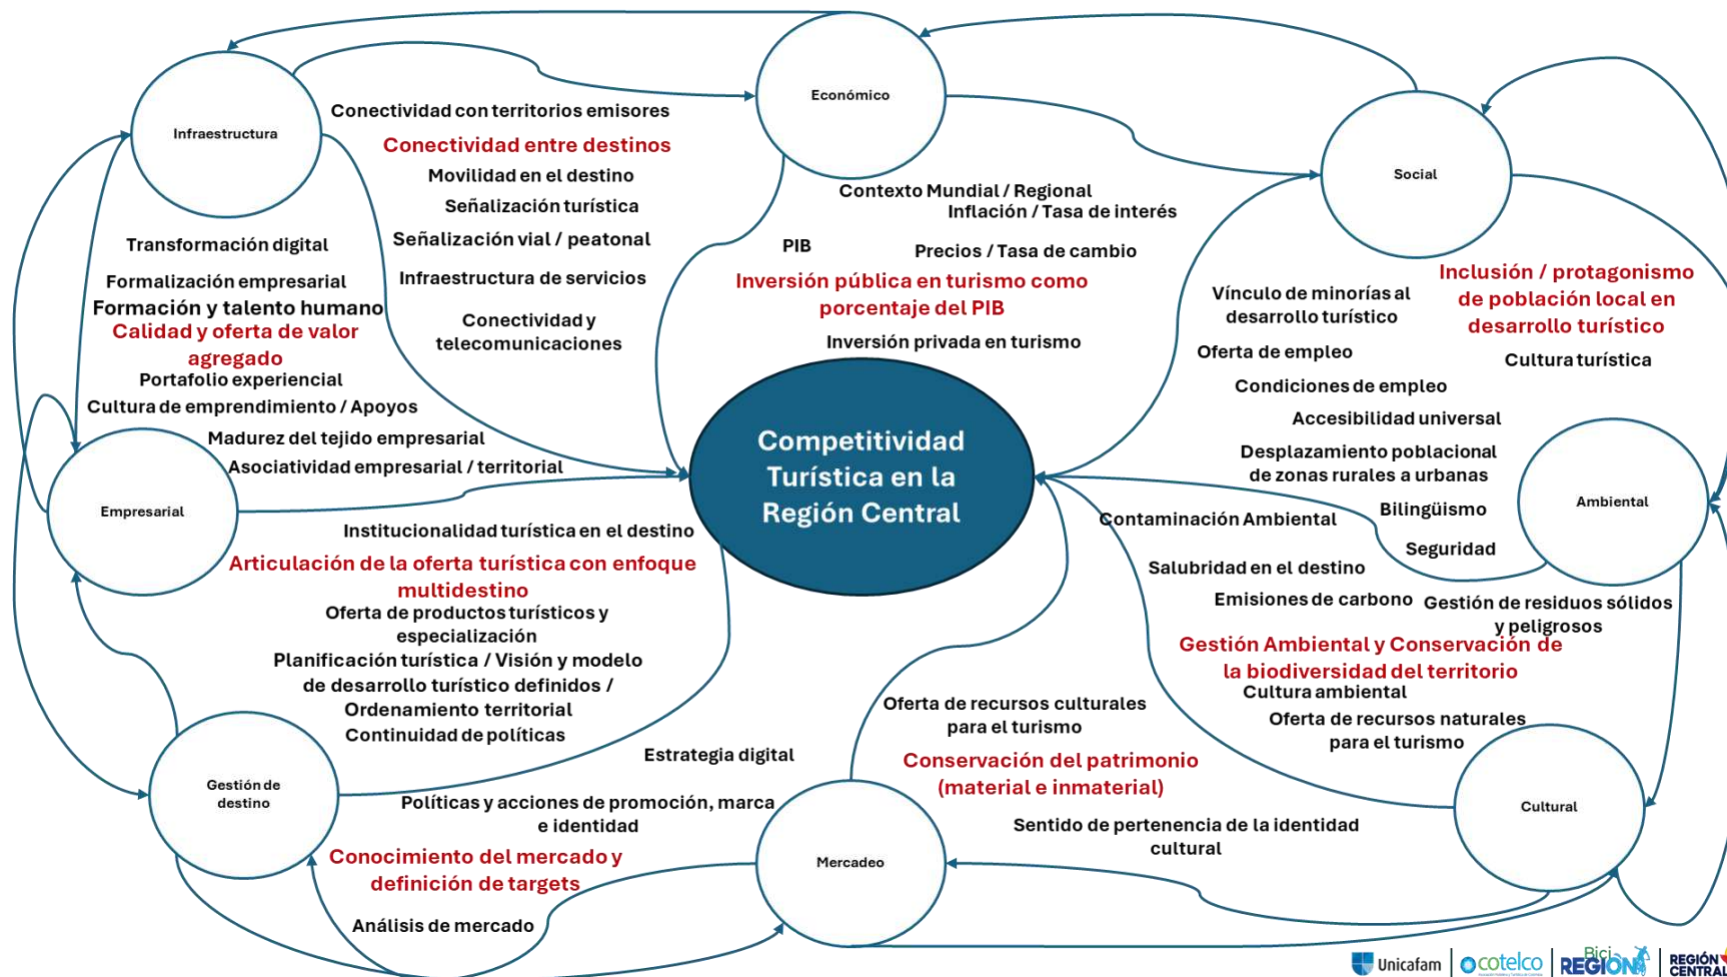 Económico
Infraestructura
Social
Conectividad con territorios emisores
Conectividad entre destinos
Movilidad en el destino
Señalización turística
Señalización vial / peatonal
Infraestructura de servicios
Conectividad y
telecomunicaciones
Contexto Mundial / Regional
Inflación / Tasa de interés
PIB
Precios / Tasa de cambio
Inversión pública en turismo como
porcentaje del PIB
Inversión privada en turismo
Inclusión / protagonismo
de población local en
desarrollo turístico
Vínculo de minorías al
desarrollo turístico
Oferta de empleo
Cultura turística
Condiciones de empleo
Accesibilidad universal
Desplazamiento poblacional
de zonas rurales a urbanas
Bilingüismo
Seguridad
Transformación digital
Formalización empresarial
Formación y talento humano
Calidad y oferta de valor
agregado
Portafolio experiencial
Cultura de emprendimiento / Apoyos
Madurez del tejido empresarial
Asociatividad empresarial / territorial
Empresarial
Competitividad
Turística en la
Región Central
Ambiental
Contaminación Ambiental
Salubridad en el destino
Emisiones de carbono
Gestión de residuos sólidos
y peligrosos
Gestión Ambiental y Conservación de
la biodiversidad del territorio
Cultura ambiental
Oferta de recursos naturales
para el turismo
Institucionalidad turística en el destino
Articulación de la oferta turística con enfoque
multidestino
Oferta de productos turísticos y
especialización
Planificación turística / Visión y modelo
de desarrollo turístico definidos /
Ordenamiento territorial
Continuidad de políticas
Gestión de
destino
Estrategia digital
Políticas y acciones de promoción, marca
e identidad
Conocimiento del mercado y
definición de targets
Análisis de mercado
Mercadeo
Oferta de recursos culturales
para el turismo
Conservación del patrimonio
(material e inmaterial)
Sentido de pertenencia de la identidad
cultural
Cultural
Unicafam
cotelco
Bici
REGIÓN
REGIÓN
CENTRAL